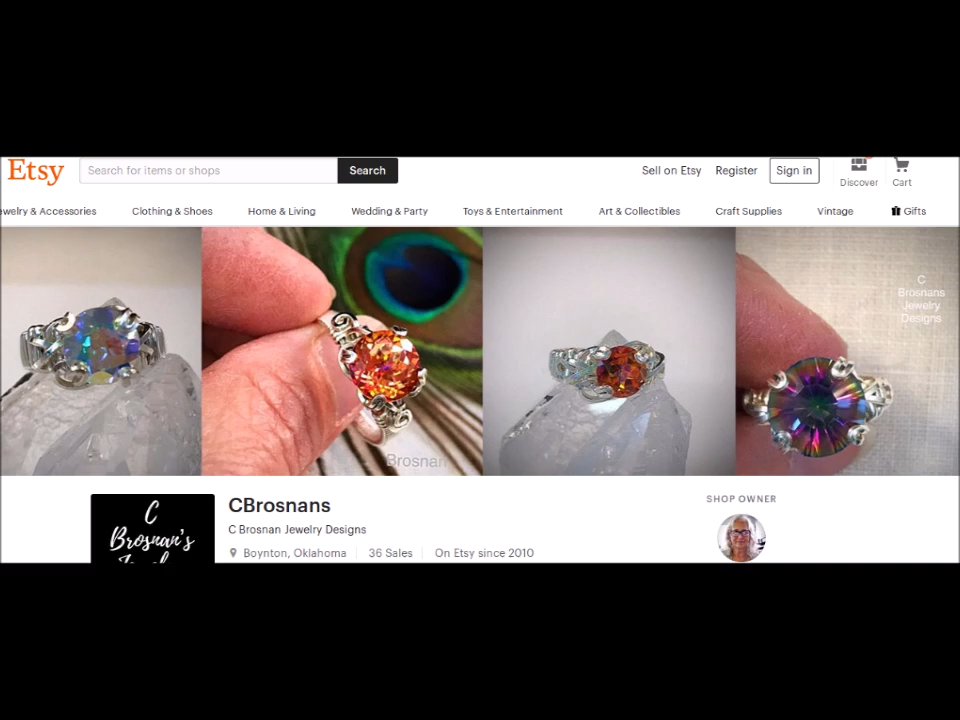 Etsy
Search for items or shops
Search
Sell on Etsy
Register
Sign in
Discover
Cart
ewelry & Accessories
Clothing & Shoes
Home & Living
Wedding & Party
Toys & Entertainment
Art & Collectibles
Craft Supplies
Vintage
Gifts
Brosnan
C
Brosnans
Jewelry
Designs
C
Brosnan's
CBrosnans
C Brosnan Jewelry Designs
Boynton, Oklahoma
36 Sales
On Etsy since 2010
SHOP OWNER